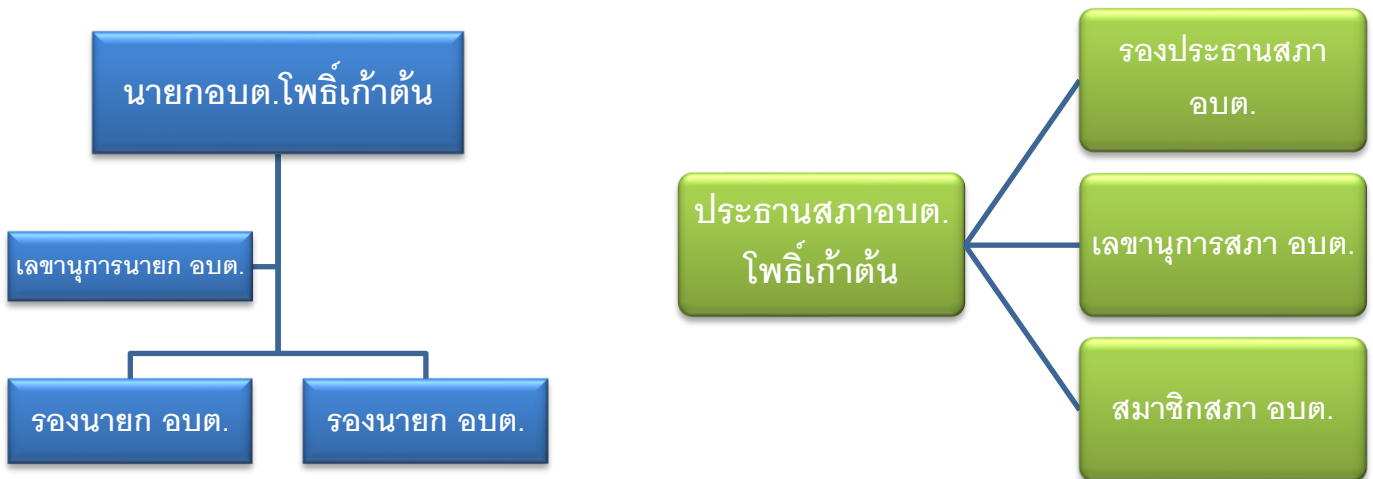 นายกอบต.โพธิ์เก้าต้น
เลขานุการนายก อบต.
รองนายก อบต.
รองนายก อบต.
ประธานสภาอบต.
โพธิ์เก้าต้น
รองประธานสภา
อบต.
เลขานุการสภา อบต.
สมาชิกสภา อบต.